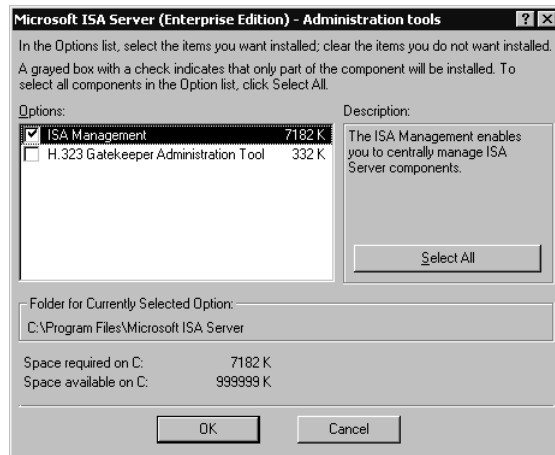 Microsoft ISA Server (Enterprise Edition) - Administration tools
In the Options list, select the items you want installed; clear the items you do not want installed.
A grayed box with a check indicates that only part of the component will be installed. To
select all components in the Option list, click Select All.
Options:
Description:
ISA Management 7182 K
H.323 Gatekeeper Administration Tool 332 K
The ISA Management enables
you to centrally manage ISA
Server components.
Select All
Folder for Currently Selected Option:
C:\Program Files\Microsoft ISA Server
Space required on C: 7182 K
Space available on C: 999999 K
OK
Cancel